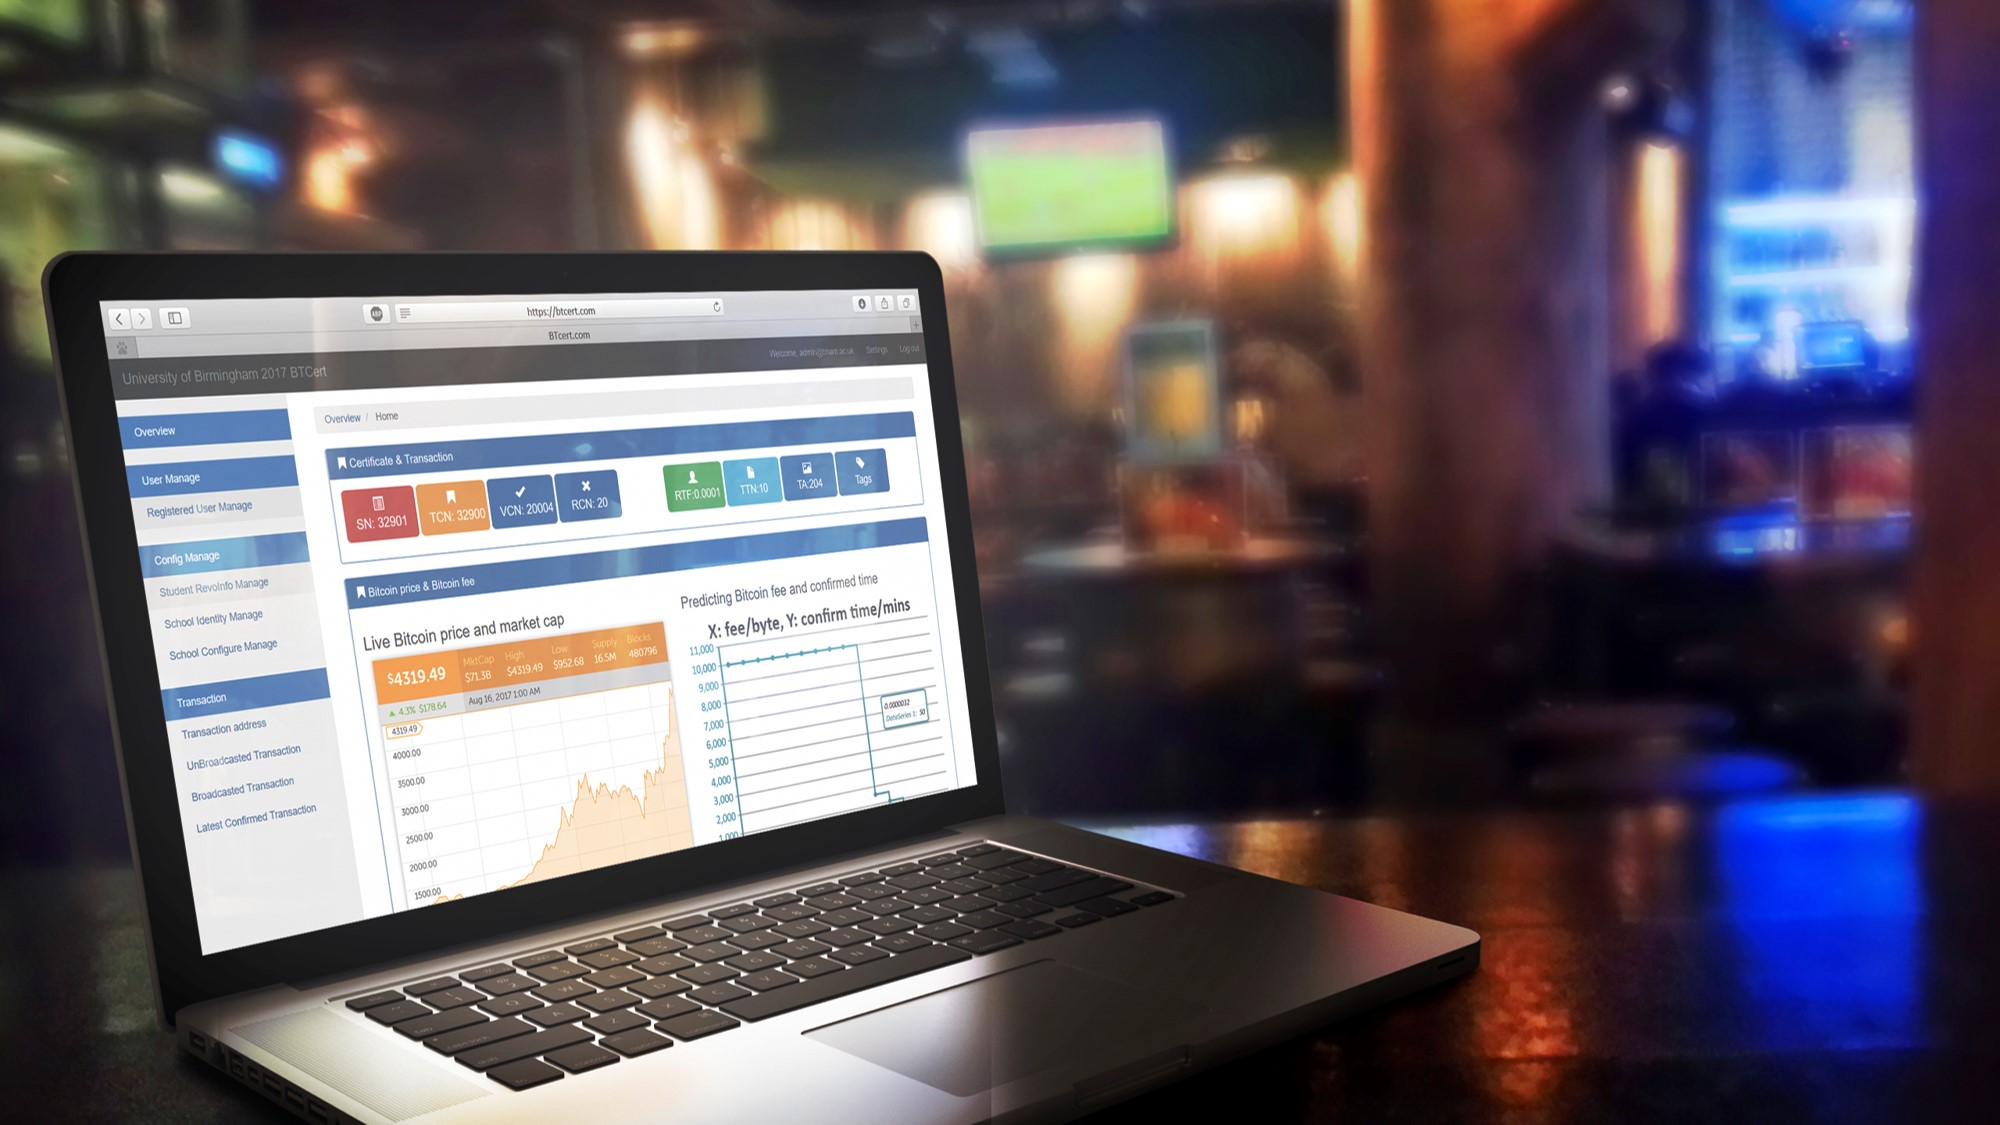 https://btcert.com
BTcert.com
University of Birmingham 2017 BTCert
Settings
Log out
Overview
User Manage
Registered User Manage
Config Manage
Student RevoInfo Manage
School Identity Manage
School Configure Manage
Transaction
Transaction address
UnBroadcasted Transaction
Broadcasted Transaction
Latest Confirmed Transaction
Overview / Home
Certificate & Transaction
SN: 32901
TCN: 32900
VCN: 20004
RCN: 20
RTF:0.0001
TTN:10
TA:204
Tags
Bitcoin price & Bitcoin fee
Live Bitcoin price and market cap
$4319.49
MktCap High Low Supply Blocks
$71.3B $4319.49 $952.68 16.5M 480796
4.3% $178.64
Aug 16, 2017 1:00 AM
4319.49
4000.00
3500.00
3000.00
2500.00
2000.00
1500.00
Predicting Bitcoin fee and confirmed time
X: fee/byte, Y: confirm time/mins
11,000
10,000
9,000
8,000
7,000
6,000
5,000
4,000
3,000
2,000
1,000
0.0000032
DateSeries 1: 50